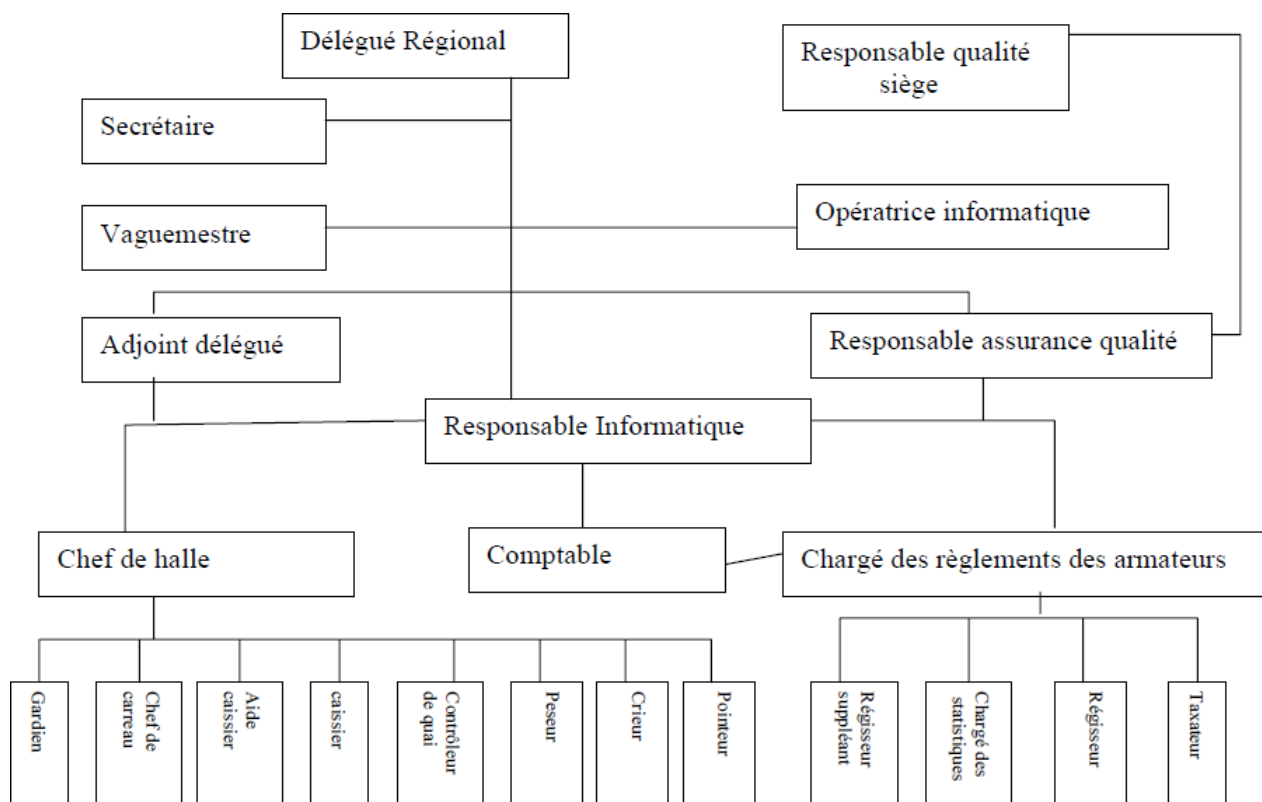 Délégué Régional
Responsable qualité
siège
Secrétaire
Opératrice informatique
Vaguemestre
Adjoint délégué
Responsable assurance qualité
Responsable Informatique
Chef de halle
Comptable
Chargé des règlements des armateurs
Gardien
Chef de
carreau
Aide
caissier
caissier
Contrôleur
de quai
Peseur
Crieur
Pointeur
Régisseur
suppléant
Chargé des
statistiques
Régisseur
Taxateur